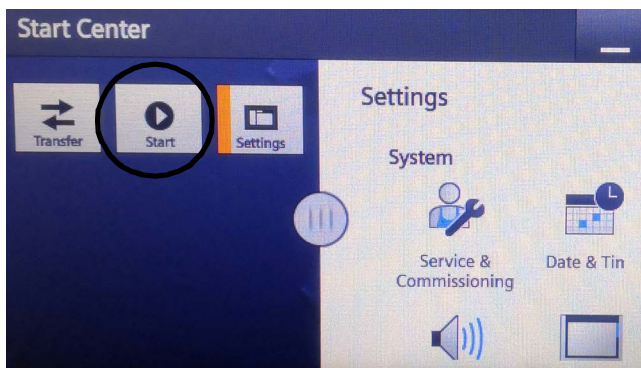 Start Center
Transfer
Start
Settings
Settings
System
Service &
Commissioning
Date & Tin